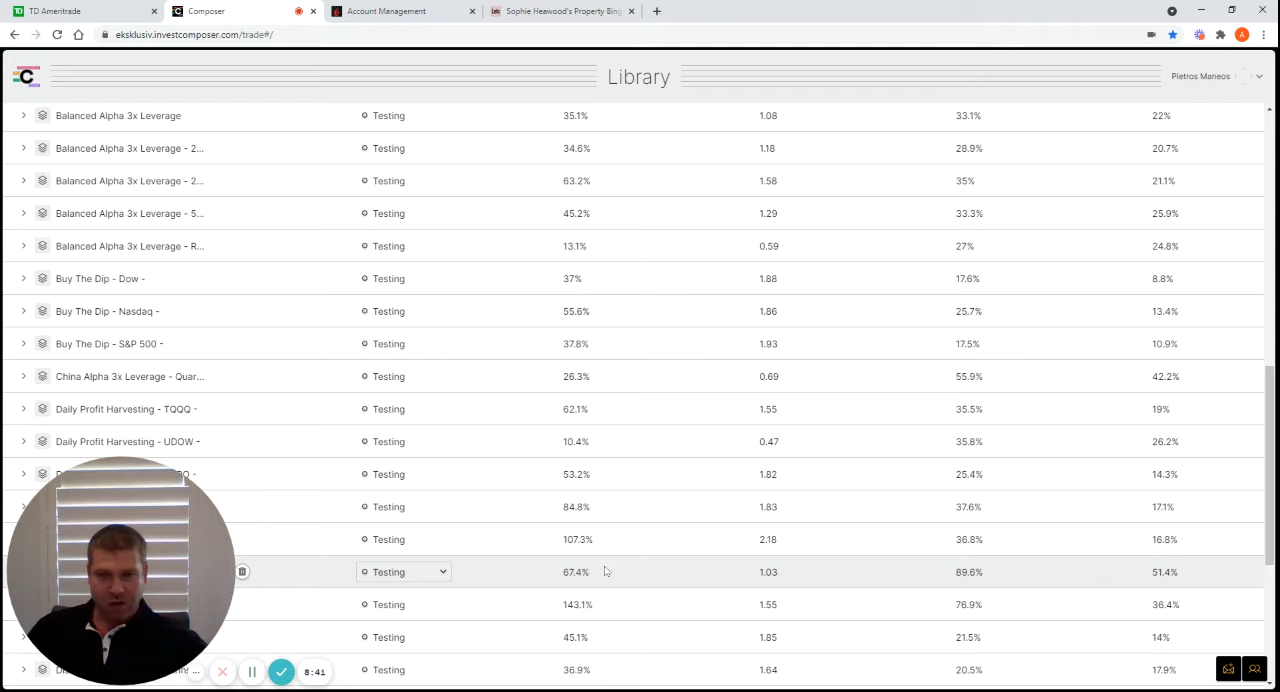 TD Ameritrade
Composer
Account Management
Sophie Heawood's Property Bing
eksklusiv.investcomposer.com/trade#/
A
C
Library
Pietros Maneos
Balanced Alpha 3x Leverage Testing 35.1% 1.08 33.1% 22%
Balanced Alpha 3x Leverage - 2... Testing 34.6% 1.18 28.9% 20.7%
Balanced Alpha 3x Leverage - 2... Testing 63.2% 1.58 35% 21.1%
Balanced Alpha 3x Leverage - 5... Testing 45.2% 1.29 33.3% 25.9%
Balanced Alpha 3x Leverage - R... Testing 13.1% 0.59 27% 24.8%
Buy The Dip - Dow - Testing 37% 1.88 17.6% 8.8%
Buy The Dip - Nasdaq - Testing 55.6% 1.86 25.7% 13.4%
Buy The Dip - S&P 500 - Testing 37.8% 1.93 17.5% 10.9%
China Alpha 3x Leverage - Quar... Testing 26.3% 0.69 55.9% 42.2%
Daily Profit Harvesting - TQQQ - Testing 62.1% 1.55 35.5% 19%
Daily Profit Harvesting - UDOW - Testing 10.4% 0.47 35.8% 26.2%
Testing 53.2% 1.82 25.4% 14.3%
Testing 84.8% 1.83 37.6% 17.1%
Testing 107.3% 2.18 36.8% 16.8%
Testing 67.4% 1.03 89.6% 51.4%
Testing 143.1% 1.55 76.9% 36.4%
Testing 45.1% 1.85 21.5% 14%
Testing 36.9% 1.64 20.5% 17.9%
8:41